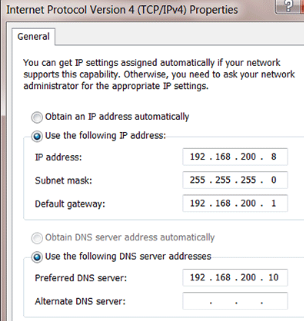 Internet Protocol Version 4 (TCP/IPv4) Properties
?
General
You can get IP settings assigned automatically if your network
supports this capability. Otherwise, you need to ask your network
administrator for the appropriate IP settings.
Obtain an IP address automatically
Use the following IP address:
IP address: 192 . 168 . 200 . 8
Subnet mask: 255 . 255 . 255 . 0
Default gateway: 192 . 168 . 200 . 1
Obtain DNS server address automatically
Use the following DNS server addresses
Preferred DNS server: 192 . 168 . 200 . 10
Alternate DNS server: . . .